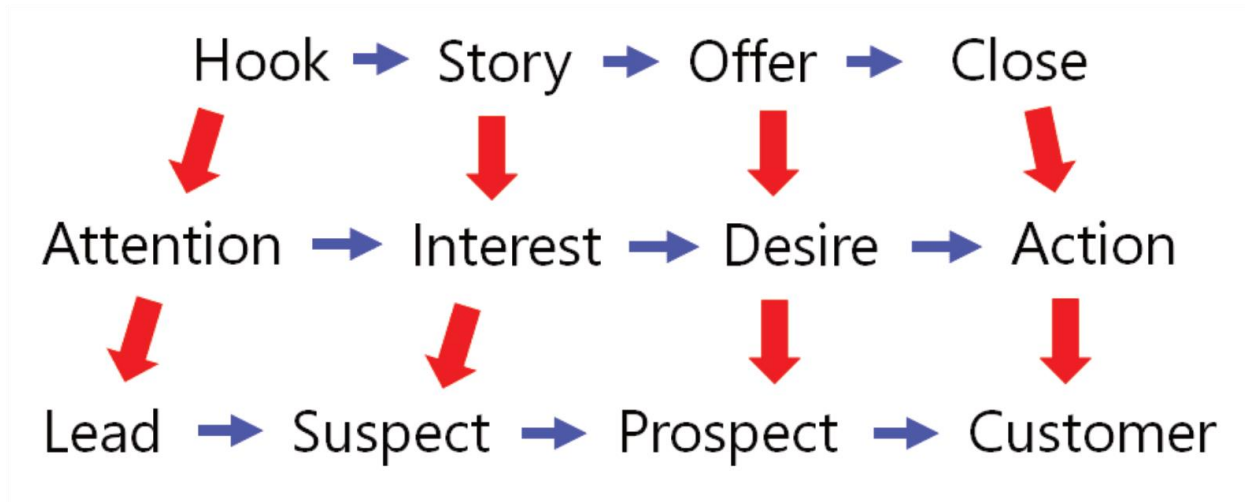 Hook Story Offer Close
Attention Interest Desire Action
Lead Suspect Prospect Customer